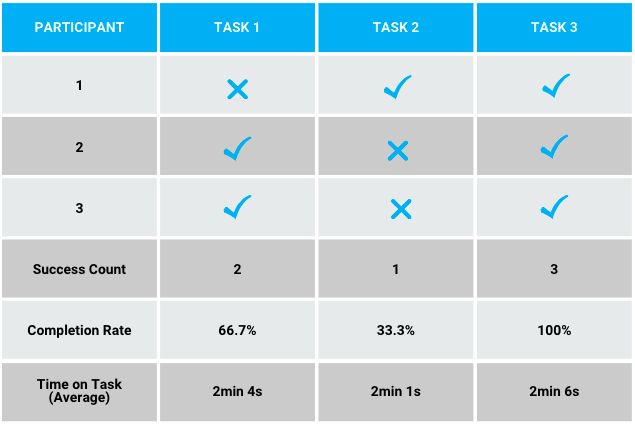 PARTICIPANT TASK 1 TASK 2 TASK 3
1
2
3
Success Count 2 1 3
Completion Rate 66.7% 33.3% 100%
Time on Task
(Average) 2min 4s 2min 1s 2min 6s